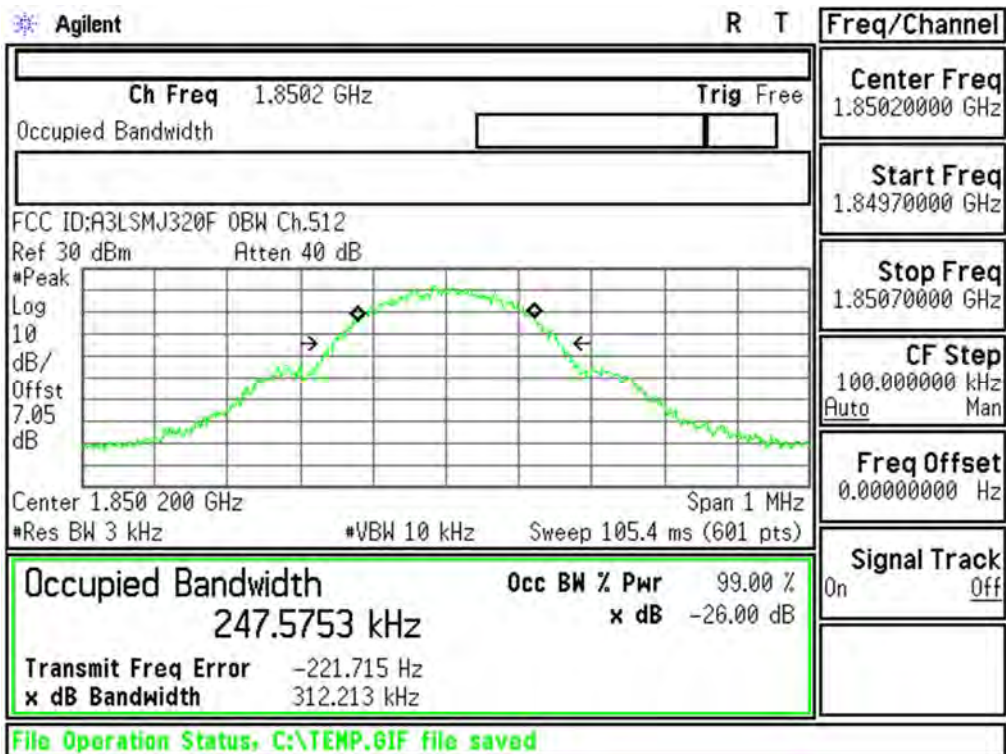 Agilent R T
Ch Freq 1.8502 GHz Trig Free
Occupied Bandwidth
FCC ID:A3LSMJ320F OBW Ch.512
Ref 30 dBm Atten 40 dB
#Peak
Log
10
dB/
Offst
7.05
dB
Center 1.850 200 GHz Span 1 MHz
#Res BW 3 kHz #VBW 10 kHz Sweep 105.4 ms (601 pts)
Occupied Bandwidth
247.5753 kHz
Occ BW % Pwr 99.00 %
x dB -26.00 dB
Transmit Freq Error -221.715 Hz
x dB Bandwidth 312.213 kHz
File Operation Status, C:\TEMP.GIF file saved
Freq/Channel
Center Freq
1.85020000 GHz
Start Freq
1.84970000 GHz
Stop Freq
1.85070000 GHz
CF Step
100.000000 kHz
Auto Man
Freq Offset
0.00000000 Hz
Signal Track
On Off